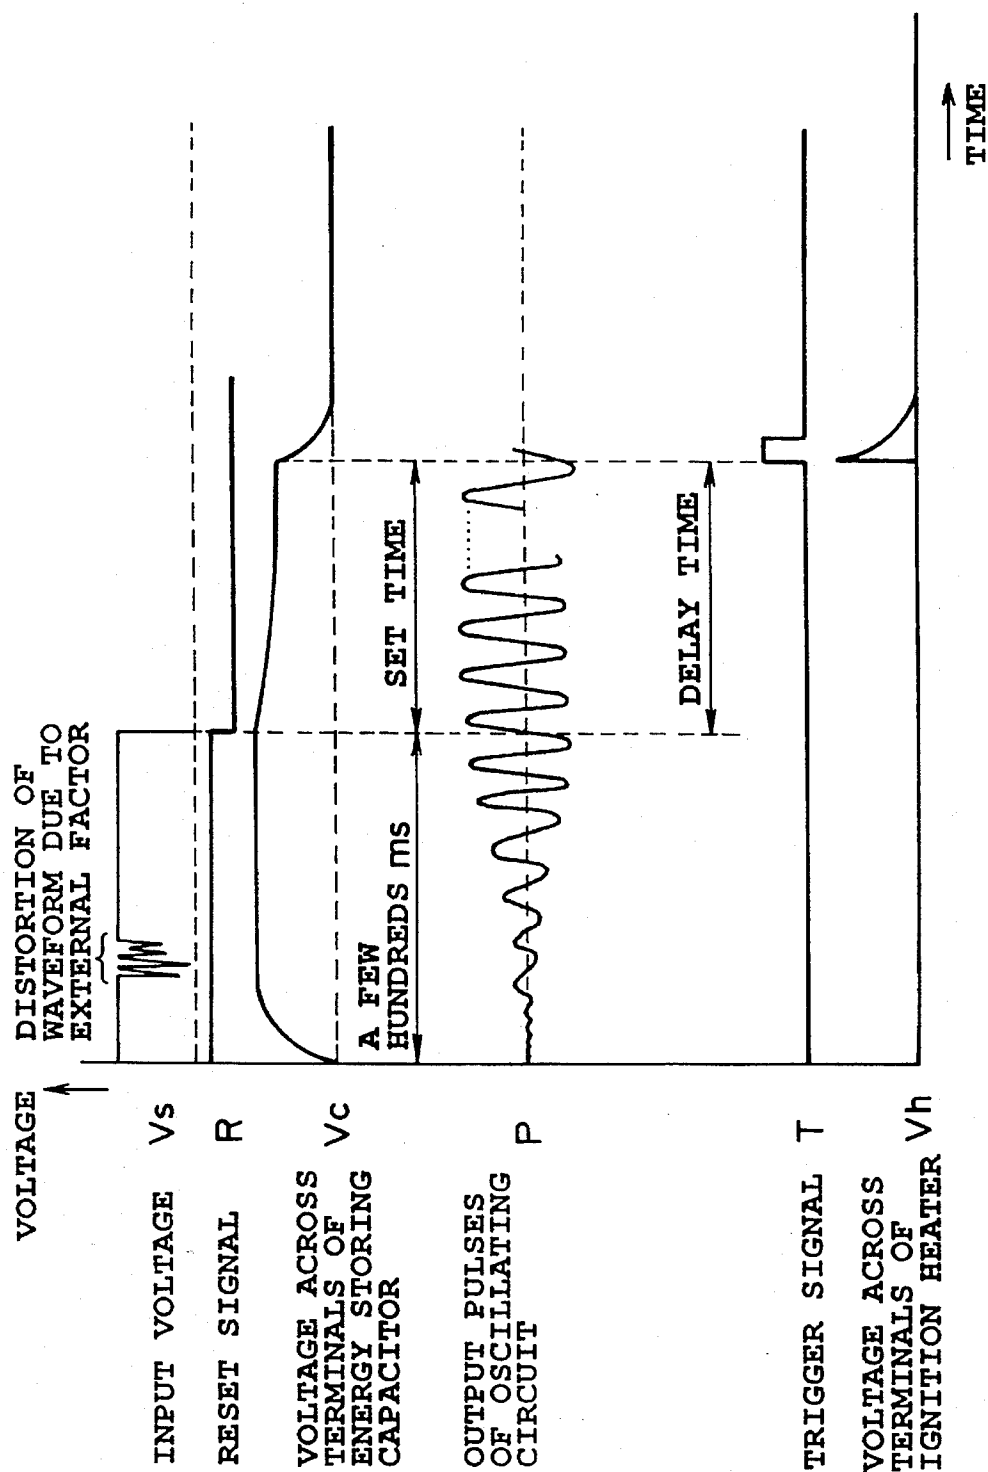 VOLTAGE
DISTORTION OF
WAVEFORM DUE TO
EXTERNAL FACTOR
INPUT VOLTAGE Vs
RESET SIGNAL R
VOLTAGE ACROSS
TERMINALS OF
ENERGY STORING
CAPACITOR
Vc
A FEW
HUNDREDS ms
SET TIME
OUTPUT PULSES
OF OSCILLATING
CIRCUIT
P
DELAY TIME
TRIGGER SIGNAL T
VOLTAGE ACROSS
TERMINALS OF
IGNITION HEATER
Vh
TIME